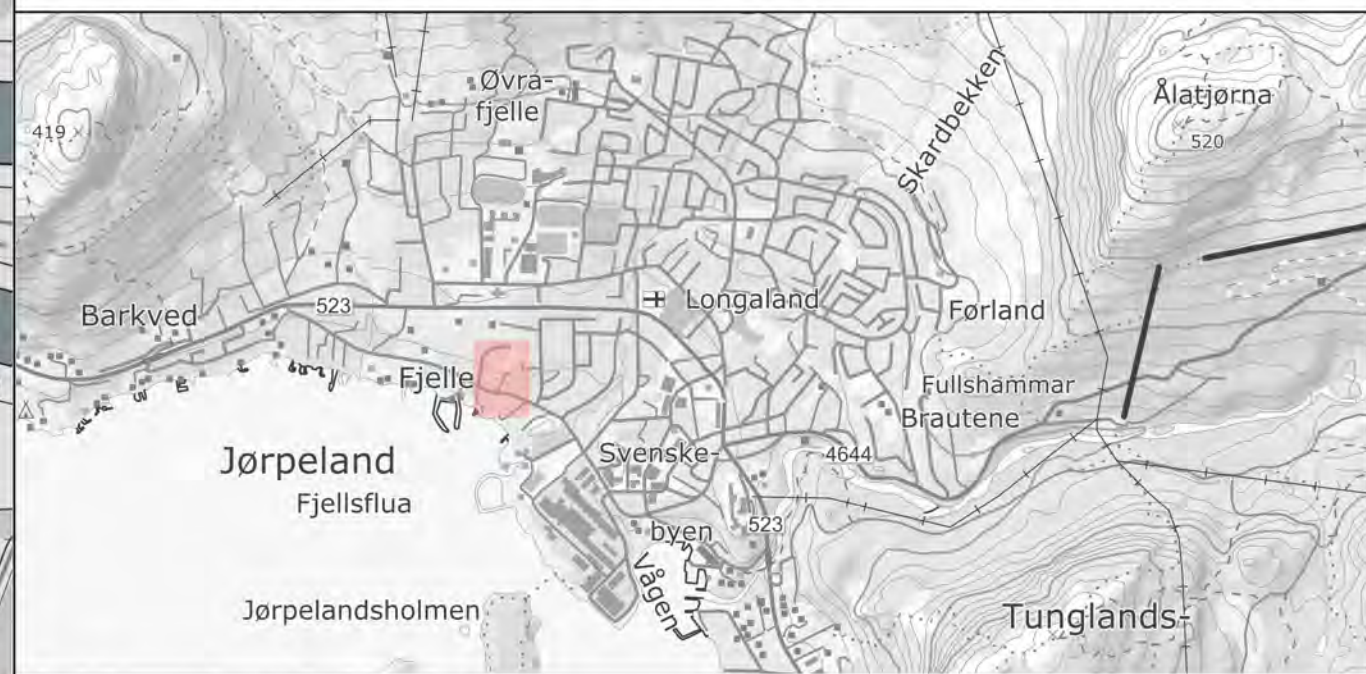 Øvra-
fjelle
Skardbekken
Ålatjørna
520
419
Barkved
523
Longaland
Førland
Fjelle
Fullshammar
Brautene
Jørpeland
Svenske-
4644
Fjellsflua
byen
523
Vågen
Jørpelandsholmen
Tunglands-